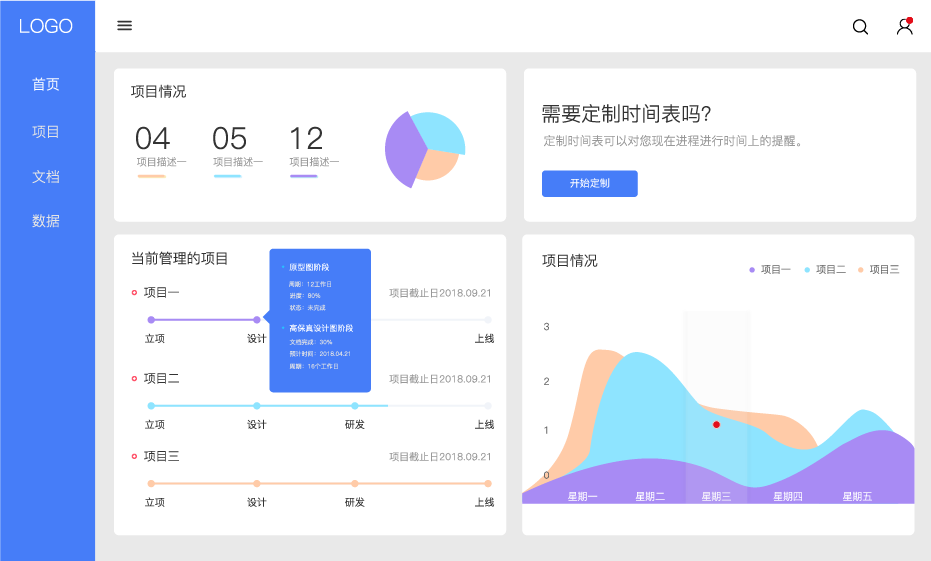 LOGO
首页
项目
文档
数据
项目情况
04 05 12
项目描述一 项目描述一 项目描述一
需要定制时间表吗?
定制时间表可以对您现在进程进行时间上的提醒。
开始定制
当前管理的项目
项目一 项目截止日2018.09.21
立项 设计 上线
原型图阶段
周期：12工作日
进度：80%
状态：未完成
高保真设计图阶段
文档完成：30%
预计时间：2018.04.21
周期：16个工作日
项目二 项目截止日2018.09.21
立项 设计 研发 上线
项目三 项目截止日2018.09.21
立项 设计 研发 上线
项目情况
项目一 项目二 项目三
3
2
1
0
星期一 星期二 星期三 星期四 星期五